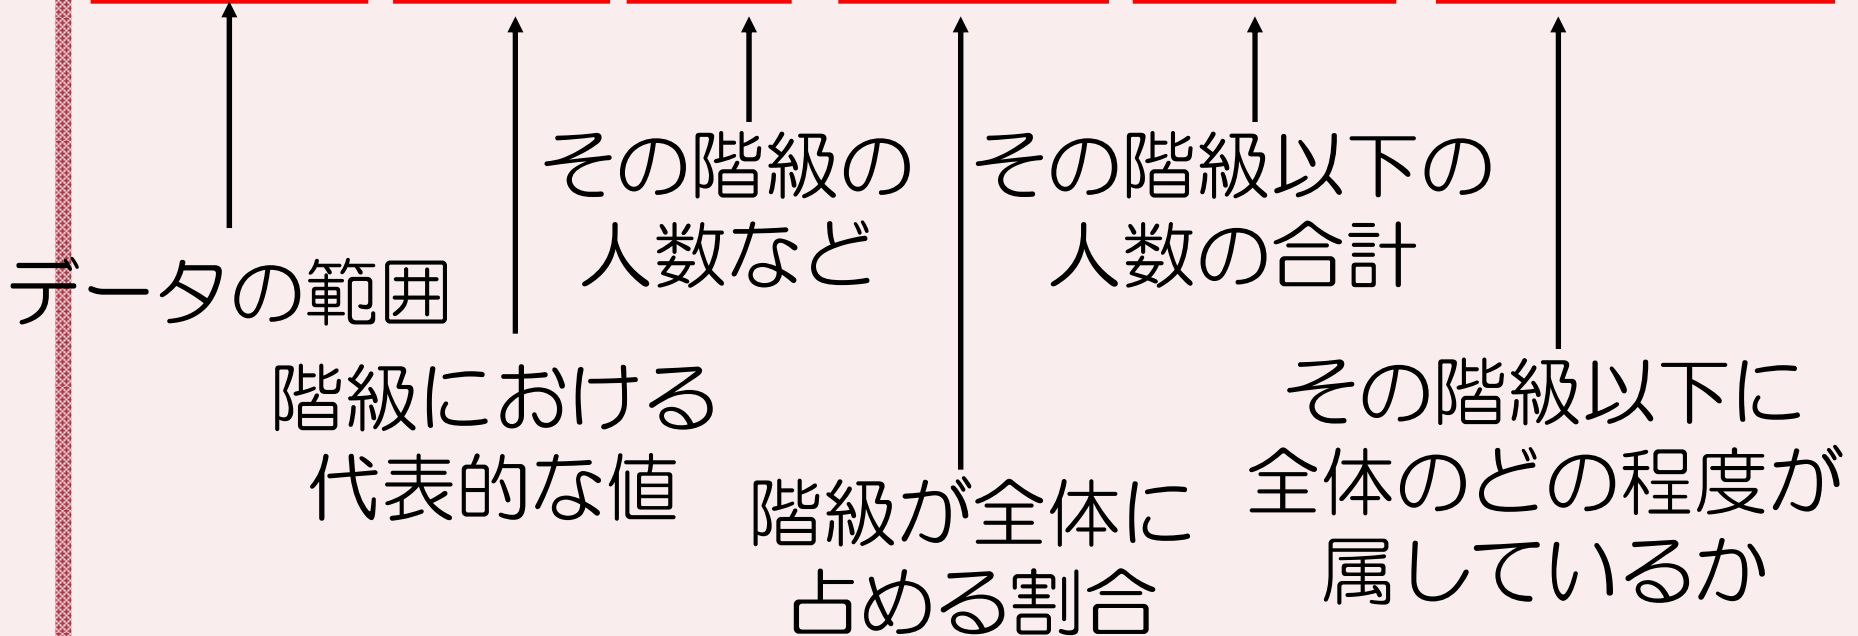 データの範囲
階級における
代表的な値
その階級の
人数など
階級が全体に
占める割合
その階級以下の
人数の合計
その階級以下に
全体のどの程度が
属しているか